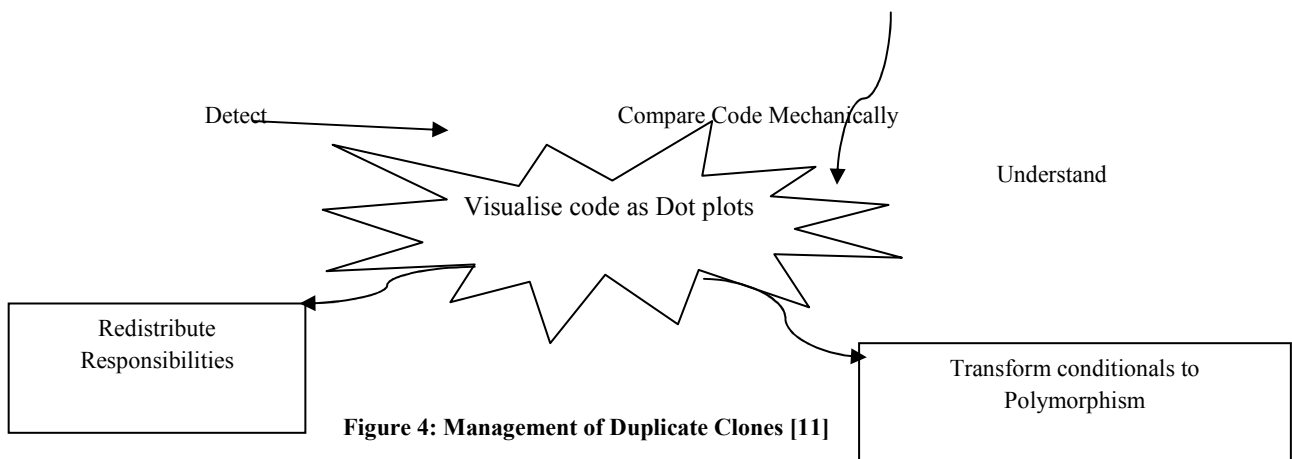 Detect
Compare Code Mechanically
Understand
Visualise code as Dot plots
Redistribute
Responsibilities
Transform conditionals to
Polymorphism
Figure 4: Management of Duplicate Clones [11]